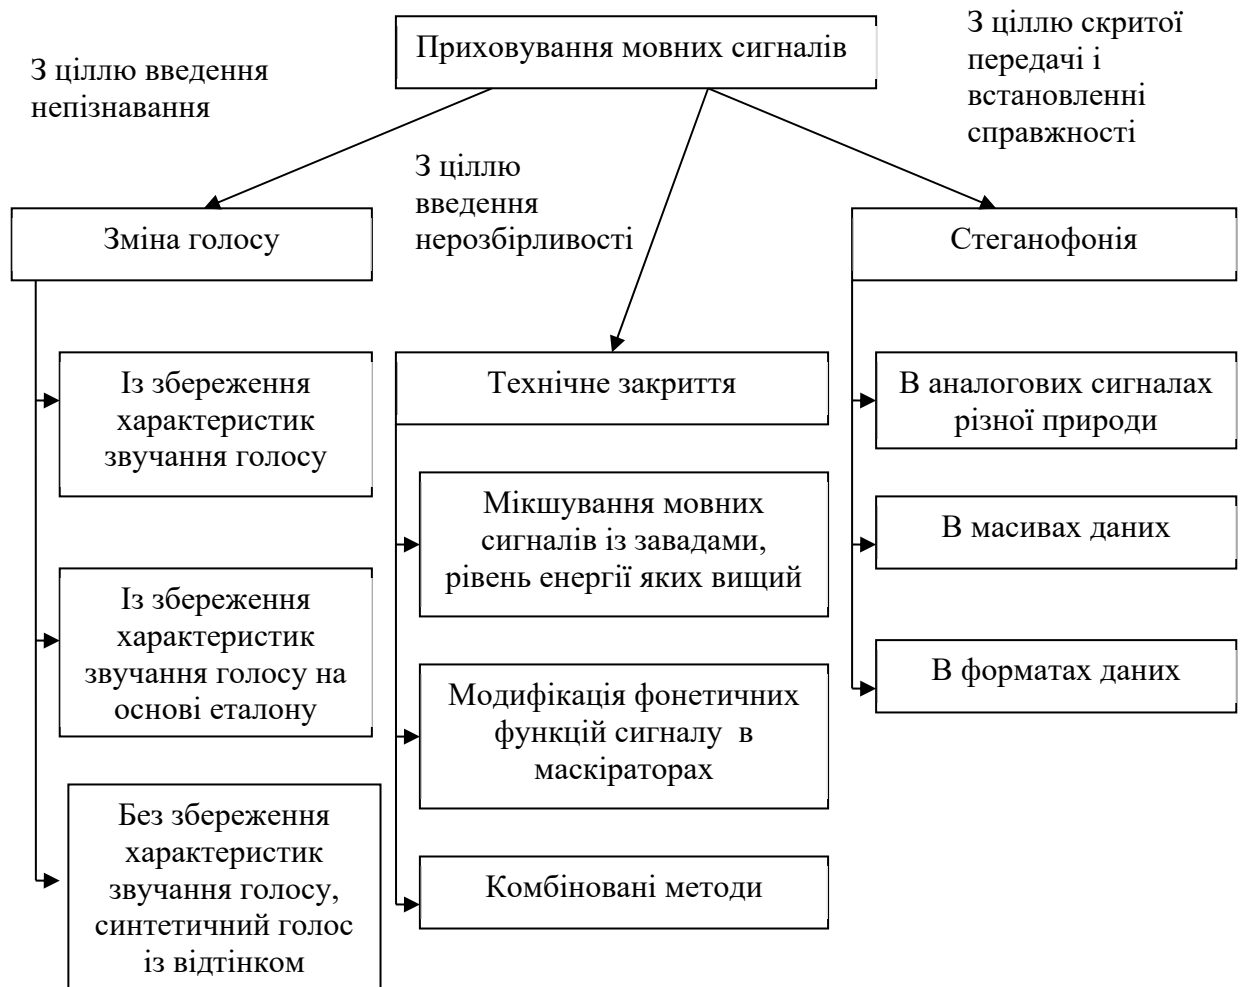 Приховування мовних сигналів
З ціллю введення
непізнавання
З ціллю
введення
нерозбірливості
З ціллю скритої
передачі і
встановленні
справжності
Зміна голосу
Із збереження
характеристик
звучання голосу
Із збереження
характеристик
звучання голосу на
основі еталону
Без збереження
характеристик
звучання голосу,
синтетичний голос
із відтінком
Технічне закриття
Мікшування мовних
сигналів із завадами,
рівень енергії яких вищий
Модифікація фонетичних
функцій сигналу в
маскіраторах
Комбіновані методи
Стеганофонія
В аналогових сигналах
різної природи
В масивах даних
В форматах даних